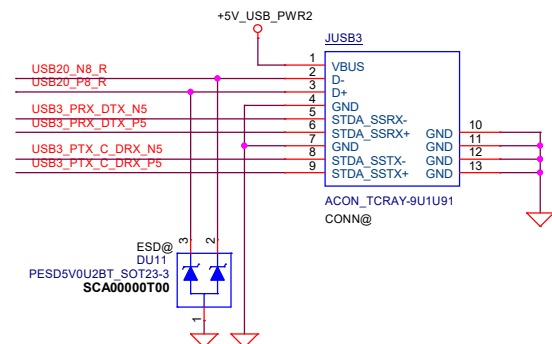 +5V_USB_PWR2
JUSB3
1 VBUS
USB20_N8_R 2 D-
USB20_P8_R 3 D+
4 GND
USB3_PRX_DTX_N5 5 STDA_SSRX-
USB3_PRX_DTX_P5 6 STDA_SSRX+ GND 10
7 GND GND 11
USB3_PTX_C_DRX_N5 8 STDA_SSTX- GND 12
USB3_PTX_C_DRX_P5 9 STDA_SSTX+ GND 13
ACON_TCRAY-9U1U91
CONN@
ESD@ 3 2
DU11
PESD5V0U2BT_SOT23-3
SCA00000T00
1